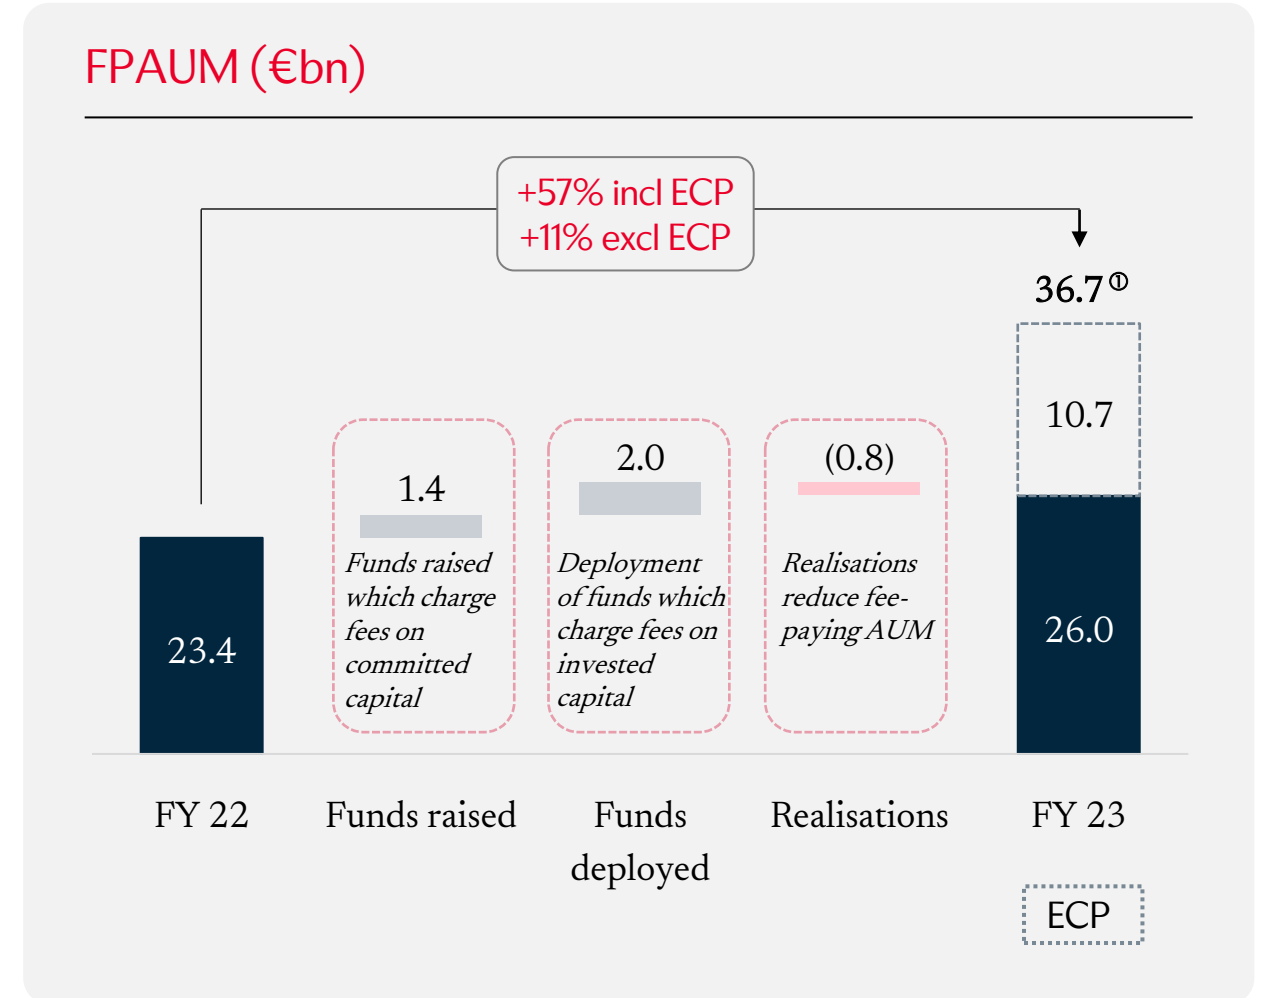 FPAUM (€bn)
+57% incl ECP
+11% excl ECP
36.7①
10.7
26.0
23.4
1.4
Funds raised
which charge
fees on
committed
capital
2.0
Deployment
of funds which
charge fees on
invested
capital
(0.8)
Realisations
reduce fee-
paying AUM
FY 22
Funds raised
Funds
deployed
Realisations
FY 23
ECP